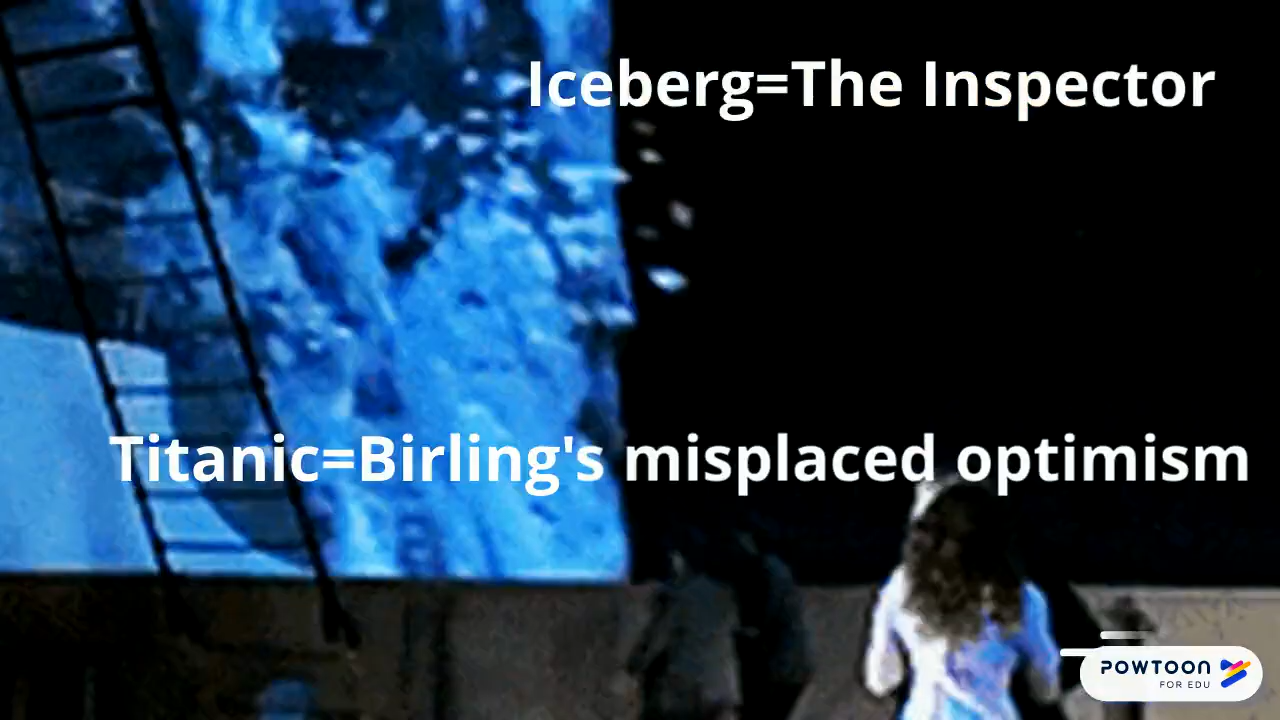 Iceberg=The Inspector
Titanic=Birling's misplaced optimism
POWTOON
FOR EDU